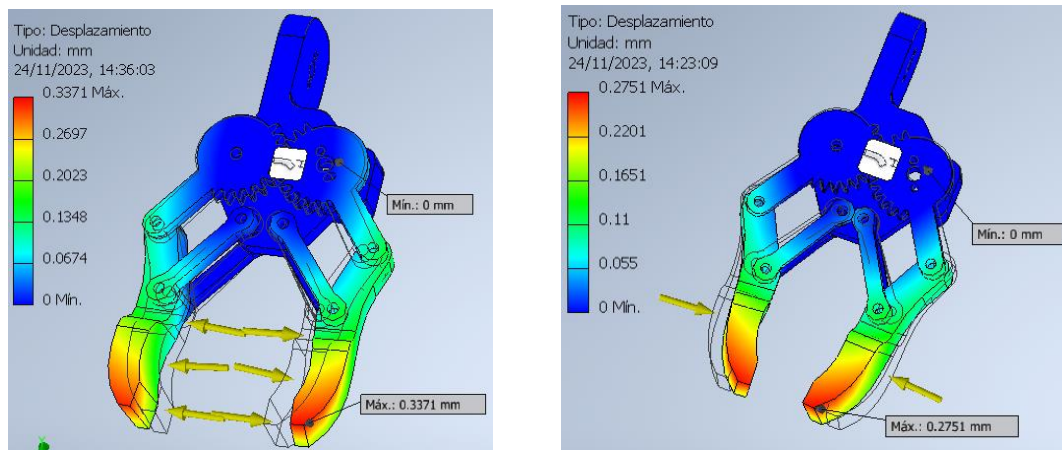 Tipo: Desplazamiento
Unidad: mm
24/11/2023, 14:36:03
0.3371 Máx.
0.2697
0.2023
0.1348
0.0674
0 Mín.
Mín.: 0 mm
Máx.: 0.3371 mm
Tipo: Desplazamiento
Unidad: mm
24/11/2023, 14:23:09
0.2751 Máx.
0.2201
0.1651
0.11
0.055
0 Mín.
Mín.: 0 mm
Máx.: 0.2751 mm